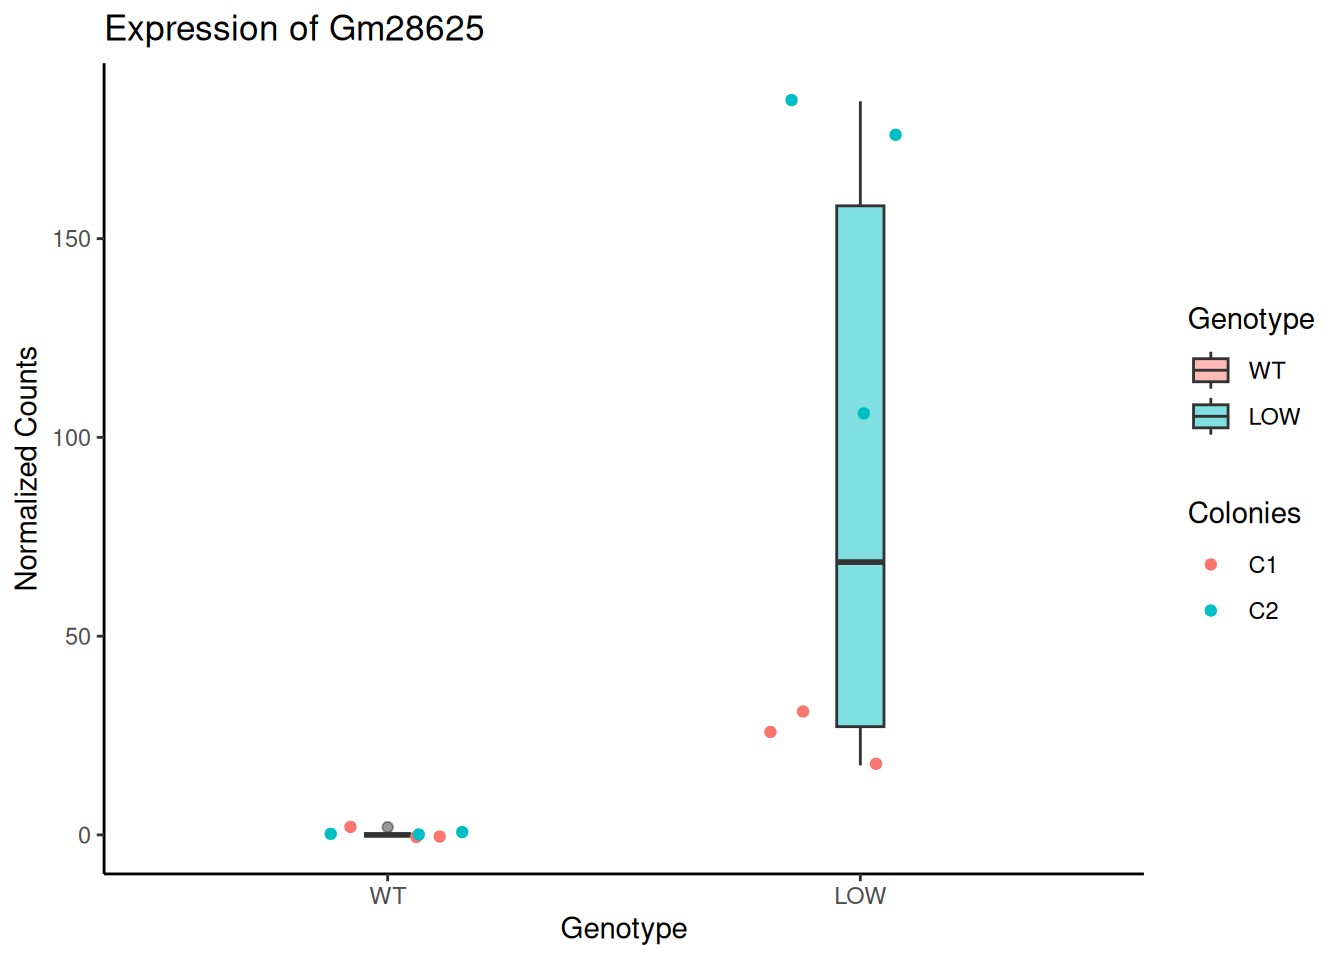 Expression of Gm28625
Normalized Counts
150
100
50
0
WT
LOW
Genotype
Genotype
WT
LOW
Colonies
C1
C2